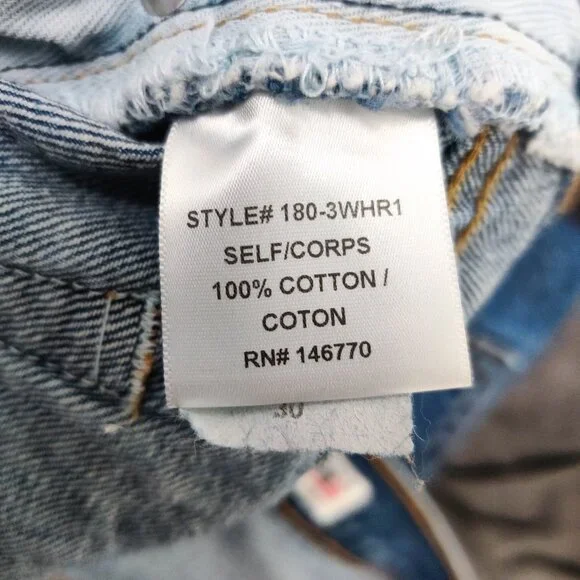 STYLE# 180-3WHR1
SELF/CORPS
100% COTTON /
COTON
RN# 146770
30